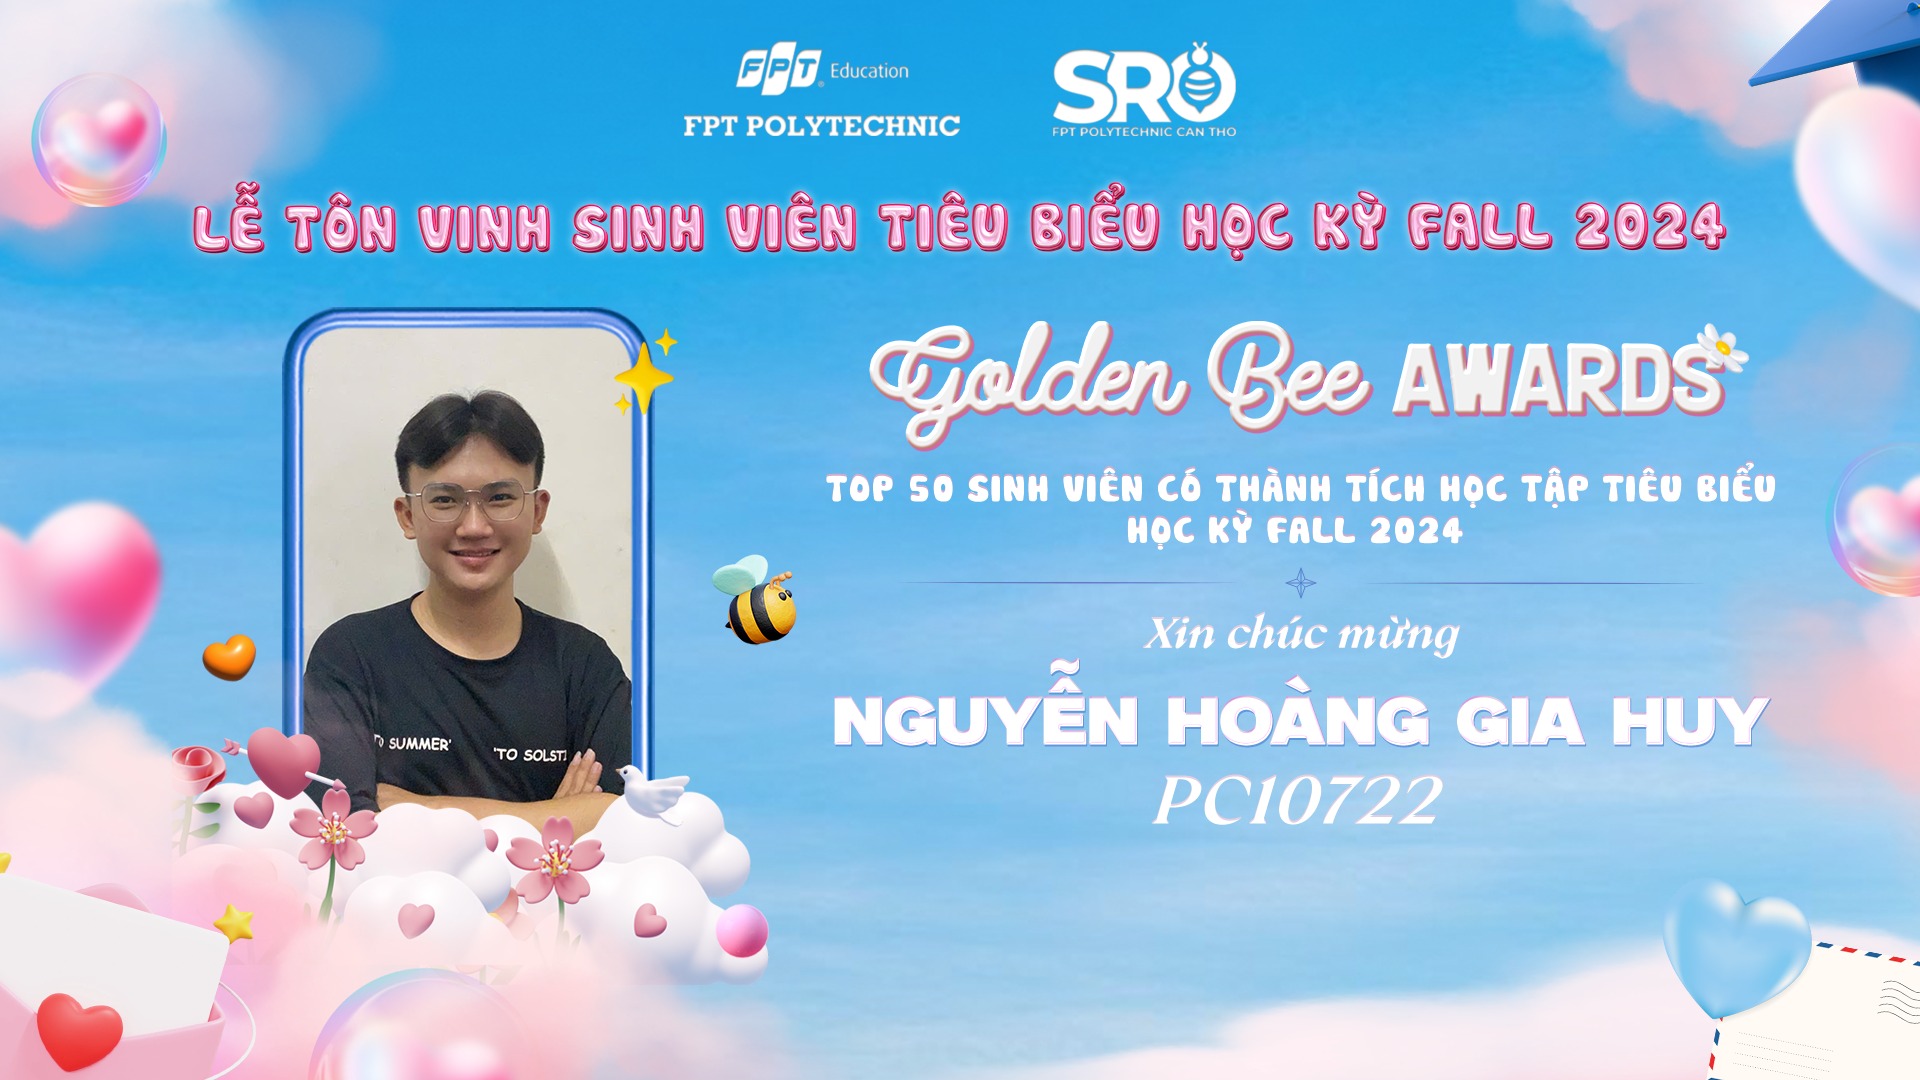 FPT Education
FPT POLYTECHNIC
SRO
FPT POLYTECHNIC CAN THO
LỄ TÔN VINH SINH VIÊN TIÊU BIỂU HỌC KỲ FALL 2024
Golden Bee AWARDS
TOP 50 SINH VIÊN CÓ THÀNH TÍCH HỌC TẬP TIÊU BIỂU
HỌC KỲ FALL 2024
Xin chúc mừng
NGUYỄN HOÀNG GIA HUY
PC10722
SUMMER' 'TO